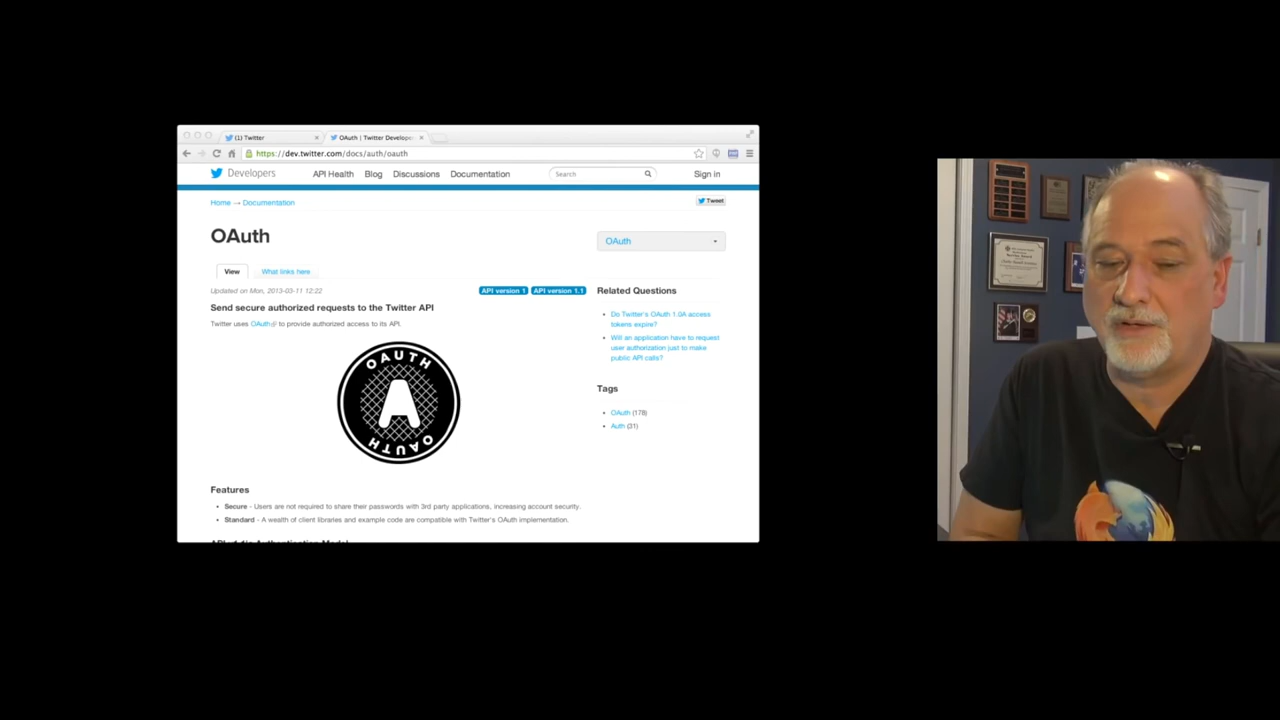 (1) Twitter
OAuth | Twitter Develope
https://dev.twitter.com/docs/auth/oauth
Developers
API Health
Blog
Discussions
Documentation
Search
Sign in
Home → Documentation
Tweet
OAuth
OAuth
View
What links here
Updated on Mon, 2013-03-11 12:22
API version 1
API version 1.1
Send secure authorized requests to the Twitter API
Twitter uses OAuth to provide authorized access to its API.
OAUTH
A
OAUTH
Features
• Secure - Users are not required to share their passwords with 3rd party applications, increasing account security.
• Standard - A wealth of client libraries and example code are compatible with Twitter's OAuth implementation.
API v1.1's Authentication Model
Related Questions
• Do Twitter's OAuth 1.0A access
tokens expire?
• Will an application have to request
user authorization just to make
public API calls?
Tags
• OAuth (178)
• Auth (31)